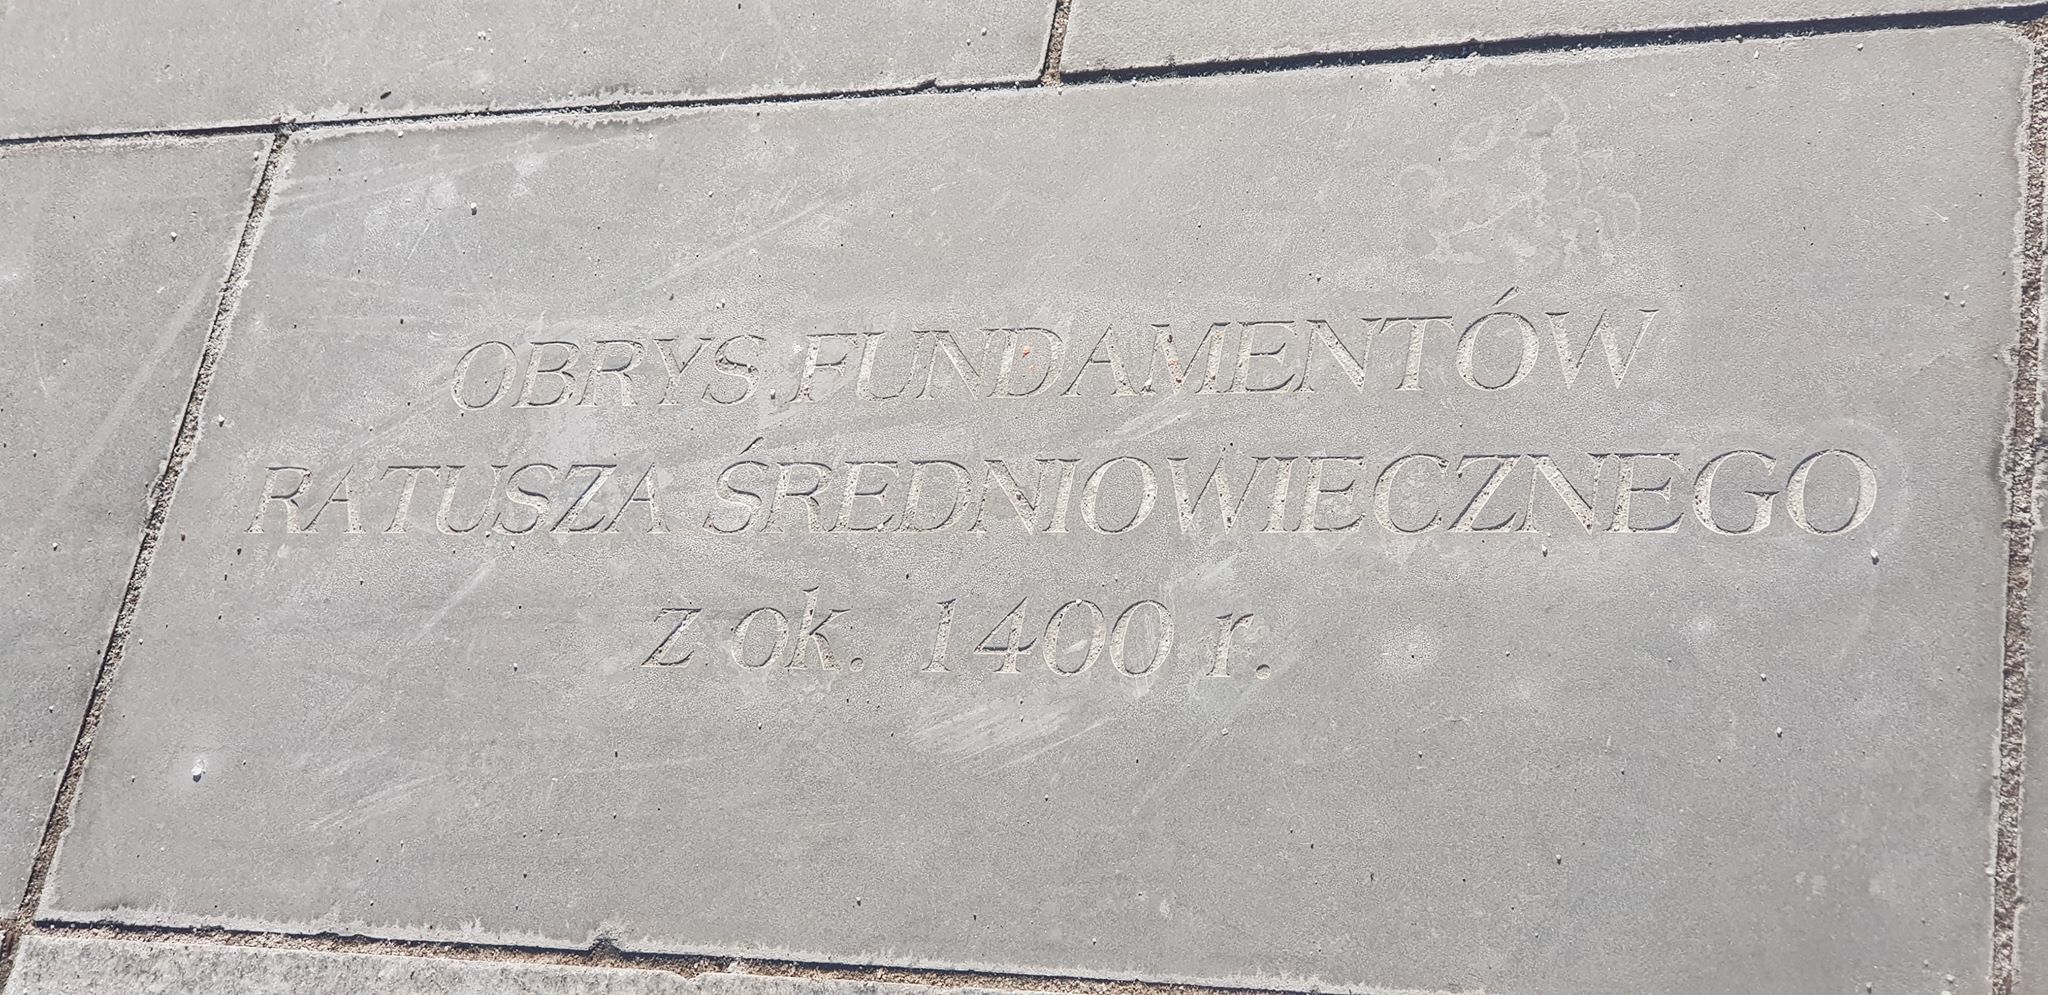 OBRYS FUNDAMENTÓW
RATUSZA ŚREDNIOWIECZNEGO
z ok. 1400 r.